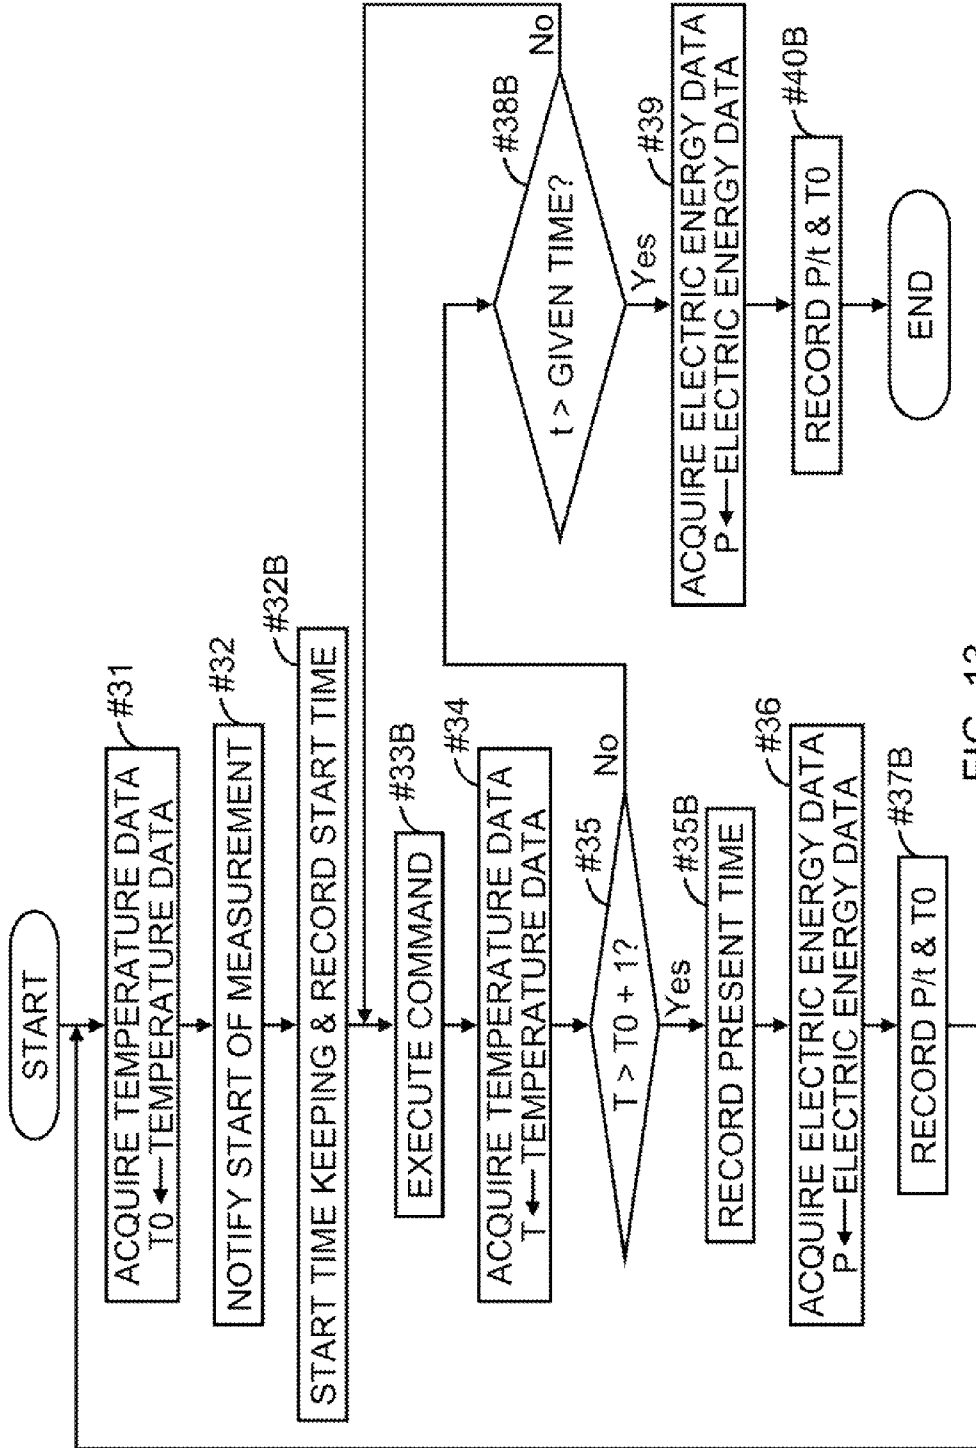 START
#31
ACQUIRE TEMPERATURE DATA
T0 ← TEMPERATURE DATA
#32
NOTIFY START OF MEASUREMENT
#32B
START TIME KEEPING & RECORD START TIME
#33B
EXECUTE COMMAND
#34
ACQUIRE TEMPERATURE DATA
T ← TEMPERATURE DATA
#35
T > T0 + 1?
No
Yes
#35B
RECORD PRESENT TIME
#36
ACQUIRE ELECTRIC ENERGY DATA
P ← ELECTRIC ENERGY DATA
#37B
RECORD P/t & T0
#38B
t > GIVEN TIME?
No
Yes
#39
ACQUIRE ELECTRIC ENERGY DATA
P ← ELECTRIC ENERGY DATA
#40B
RECORD P/t & T0
END